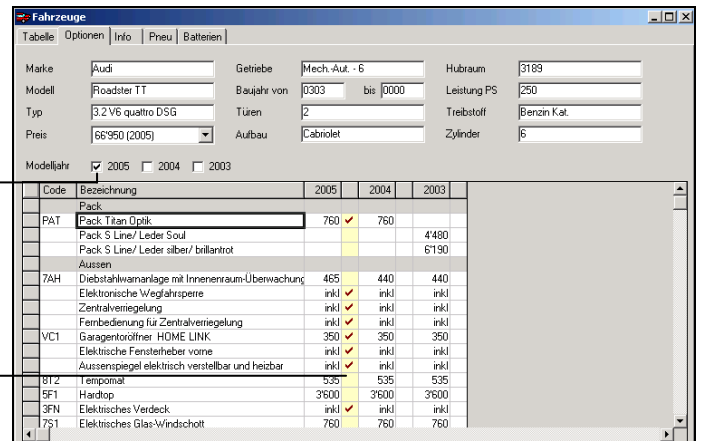 Fahrzeuge
Tabelle Optionen Info Pneu Batterien
Marke Audi Getriebe Mech.-Aut. - 6 Hubraum 3189
Modell Roadster TT Baujahr von 0303 bis 0000 Leistung PS 250
Typ 3.2 V6 quattro DSG Türen 2 Treibstoff Benzin Kat.
Preis 66'950 (2005) Aufbau Cabriolet Zylinder 6
Modelljahr 2005 2004 2003
Code Bezeichnung 2005 2004 2003
Pack
PAT Pack Titan Optik 760 760
Pack S Line/ Leder Soul 4'480
Pack S Line/ Leder silber/ brillantrot 6'190
Aussen
7AH Diebstahlwarnanlage mit Innenenraum-Überwachung 465 440 440
Elektronische Wegfahrsperre inkl inkl inkl
Zentralverriegelung inkl inkl inkl
Fernbedienung für Zentralverriegelung inkl inkl inkl
VC1 Garagentoröffner HOME LINK 350 350 350
Elektrische Fensterheber vorne inkl inkl inkl
Aussenspiegel elektrisch verstellbar und heizbar inkl inkl inkl
8T2 Tempomat 535 535 535
5F1 Hardtop 3'600 3'600 3'600
3FN Elektrisches Verdeck inkl inkl inkl
7S1 Elektrisches Glas-Windschott 760 760 760